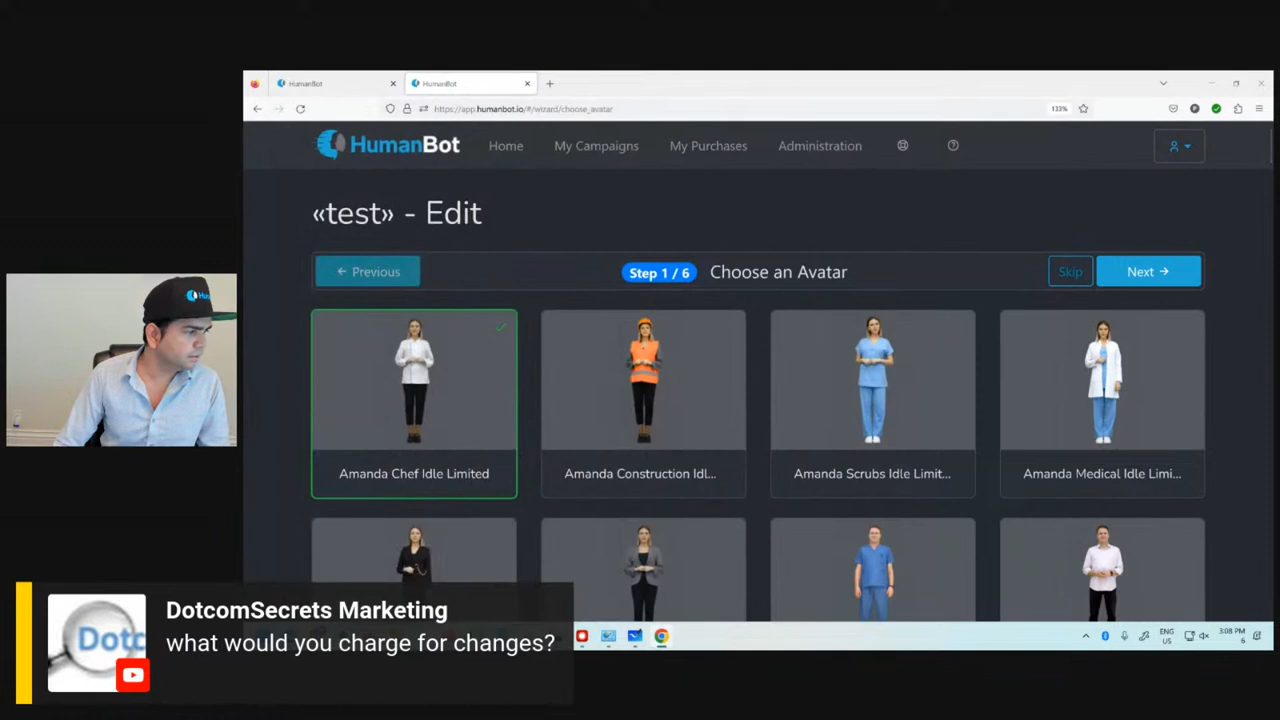 HumanBot
HumanBot
https://app.humanbot.io/#/wizard/choose_avatar
133%
HumanBot
Home
My Campaigns
My Purchases
Administration
«test» - Edit
← Previous
Step 1 / 6
Choose an Avatar
Skip
Next →
Amanda Chef Idle Limited
Amanda Construction Idl...
Amanda Scrubs Idle Limit...
Amanda Medical Idle Limi...
ENG
US
3:08 PM
6
Dotc
DotcomSecrets Marketing
what would you charge for changes?